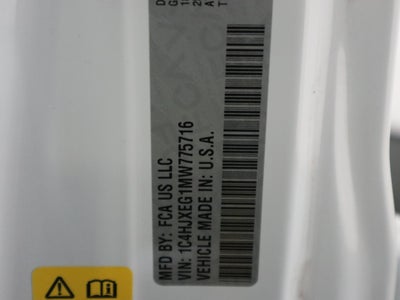 MFD BY: FCA US LLC
VIN: 1C4HJXEG1MW775716
VEHICLE MADE IN: U.S.A.